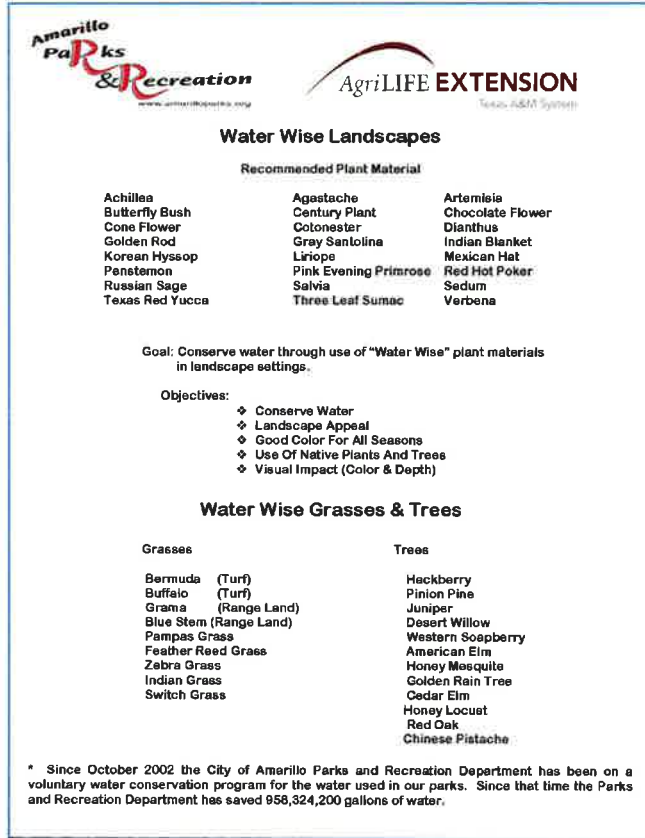 Amarillo
PaRks
&Recreation
www.amarilloparks.org
AgriLIFE EXTENSION
Texas A&M System
Water Wise Landscapes
Recommended Plant Material
Achillea Agastache Artemisia
Butterfly Bush Century Plant Chocolate Flower
Cone Flower Cotonester Dianthus
Golden Rod Gray Santolina Indian Blanket
Korean Hyssop Liriope Mexican Hat
Penstemon Pink Evening Primrose Red Hot Poker
Russian Sage Salvia Sedum
Texas Red Yucca Three Leaf Sumac Verbena
Goal: Conserve water through use of "Water Wise" plant materials
in landscape settings.
Objectives:
❖ Conserve Water
❖ Landscape Appeal
❖ Good Color For All Seasons
❖ Use Of Native Plants And Trees
❖ Visual Impact (Color & Depth)
Water Wise Grasses & Trees
Grasses Trees
Bermuda (Turf) Hackberry
Buffalo (Turf) Pinion Pine
Grama (Range Land) Juniper
Blue Stem (Range Land) Desert Willow
Pampas Grass Western Soapberry
Feather Reed Grass American Elm
Zebra Grass Honey Mesquite
Indian Grass Golden Rain Tree
Switch Grass Cedar Elm
Honey Locust
Red Oak
Chinese Pistache
* Since October 2002 the City of Amarillo Parks and Recreation Department has been on a
voluntary water conservation program for the water used in our parks. Since that time the Parks
and Recreation Department has saved 958,324,200 gallons of water.